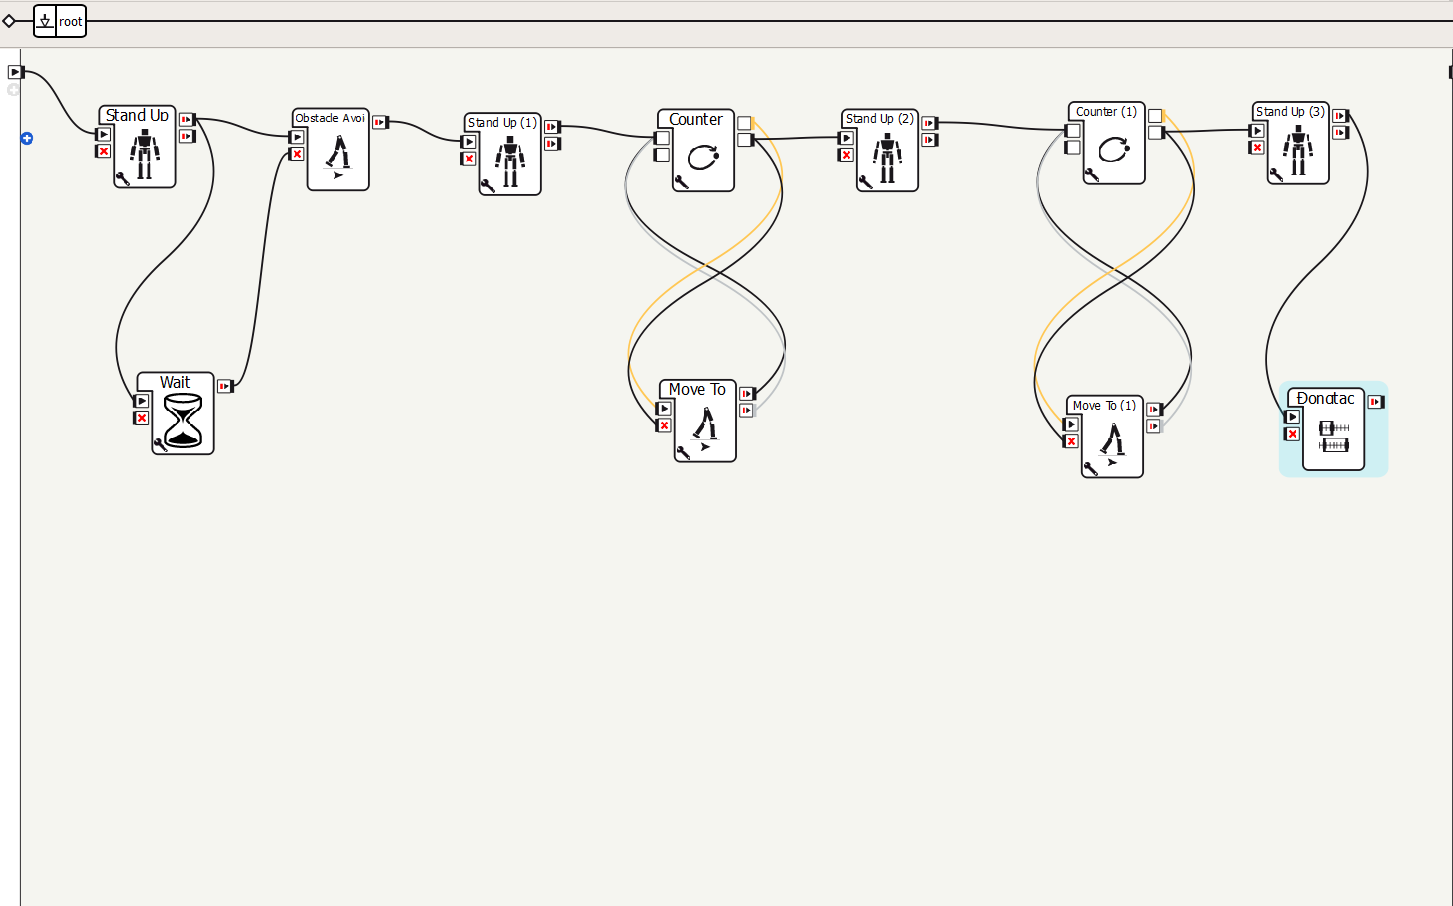 root
Stand Up
Obstacle Avoi
Stand Up (1)
Counter
Stand Up (2)
Counter (1)
Stand Up (3)
Wait
Move To
Move To (1)
Đongtac